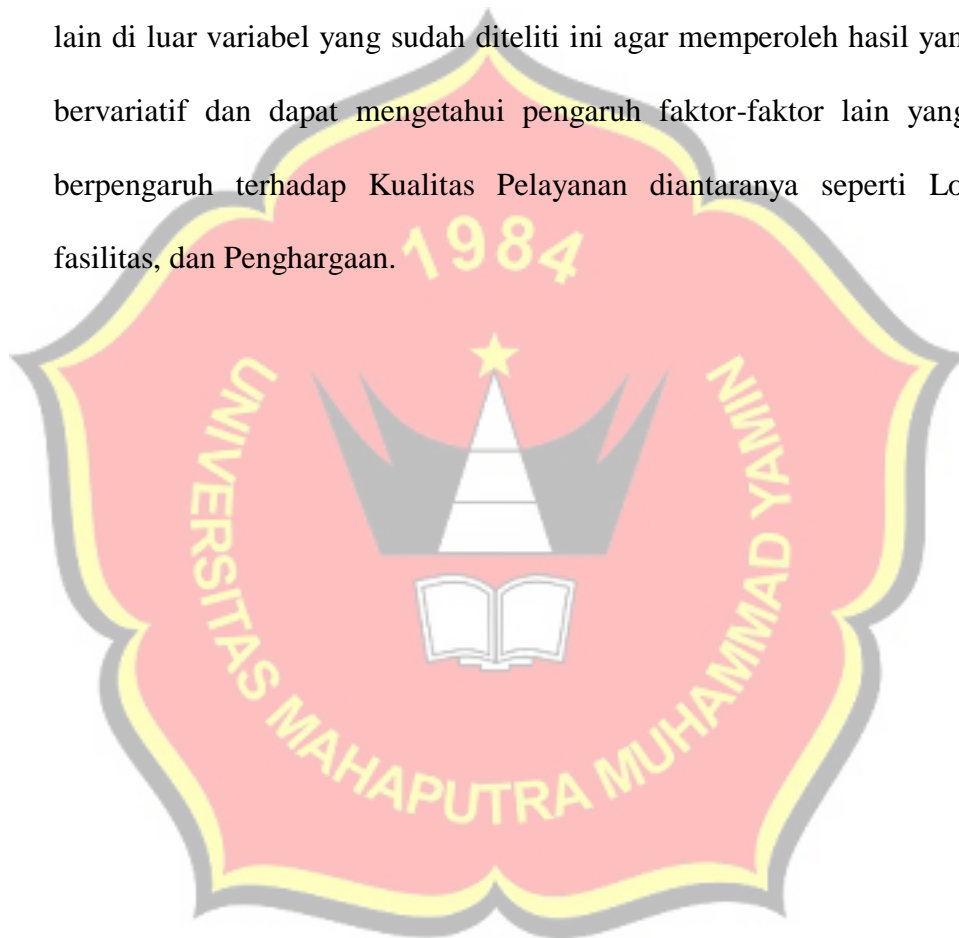 lain di luar variabel yang sudah diteliti ini agar memperoleh hasil yan
bervariatif dan dapat mengetahui pengaruh faktor-faktor lain yang
berpengaruh terhadap Kualitas Pelayanan diantaranya seperti Lo
fasilitas, dan Penghargaan.
1984
UNIVERSITAS MAHAPUTRA MUHAMMAD YAMIN